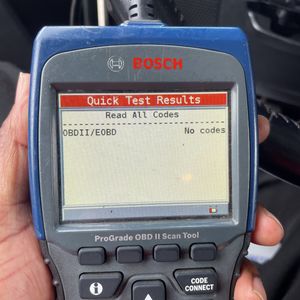 BOSCH
Quick Test Results
Read All Codes
OBDII/EOBD No codes
ProGrade OBD II Scan Tool
i
CODE
CONNECT